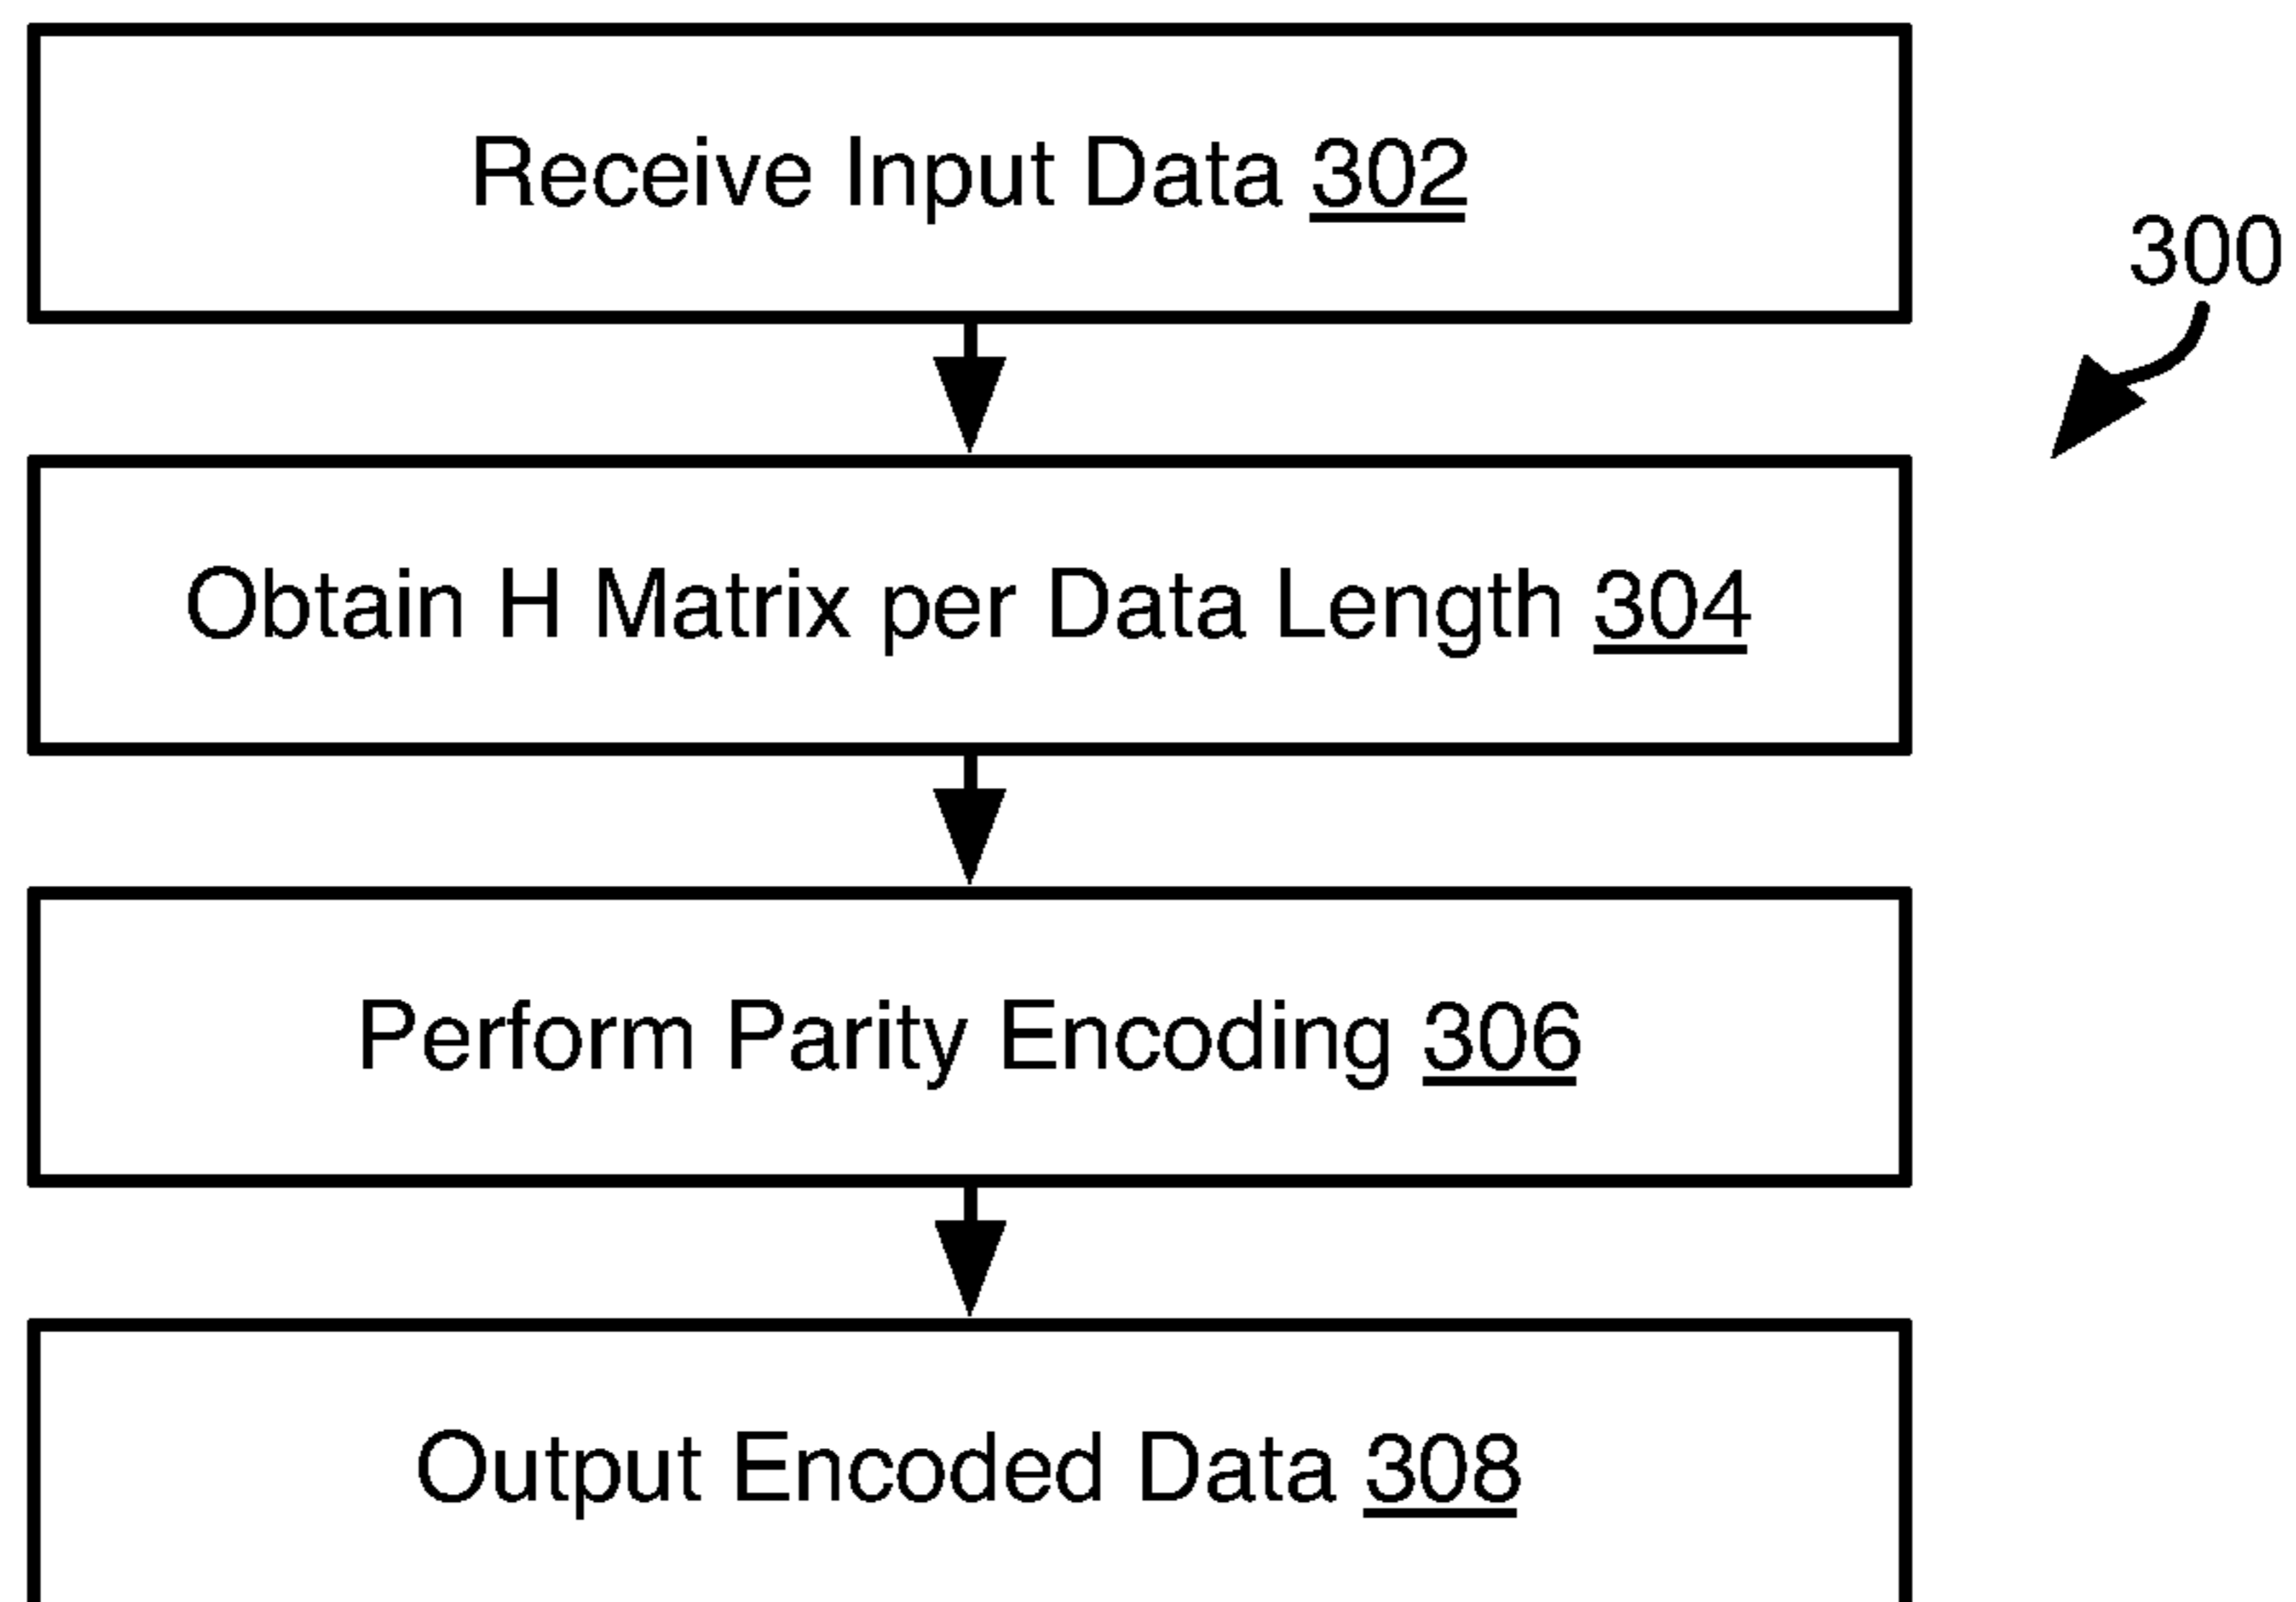 Receive Input Data 302
300
Obtain H Matrix per Data Length 304
Perform Parity Encoding 306
Output Encoded Data 308